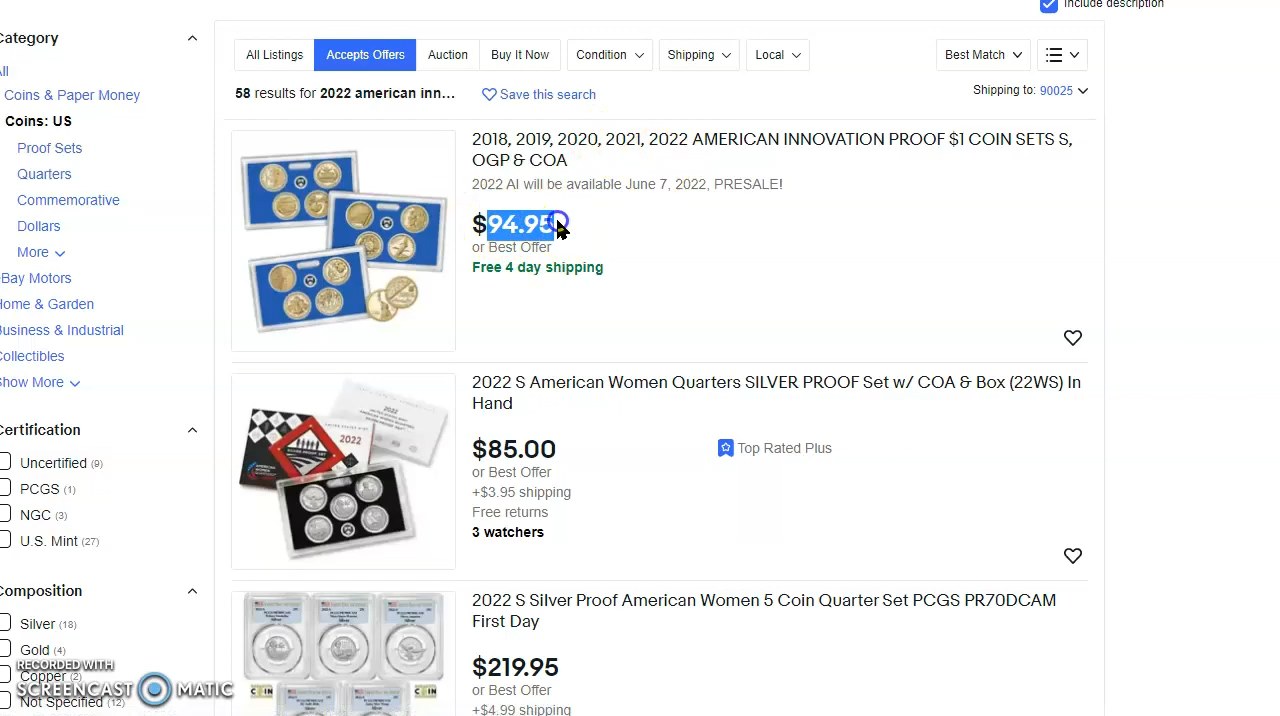 Include description
Category
All Listings
Accepts Offers
Auction
Buy It Now
Condition
Shipping
Local
Best Match
58 results for 2022 american inn...
Save this search
Shipping to: 90025
Coins & Paper Money
Coins: US
Proof Sets
Quarters
Commemorative
Dollars
More
eBay Motors
Home & Garden
Business & Industrial
Collectibles
Show More
Certification
Uncertified (9)
PCGS (1)
NGC (3)
U.S. Mint (27)
Composition
Silver (18)
Gold (4)
Copper (2)
Not Specified (12)
RECORDED WITH
SCREENCAST MATIC
2018, 2019, 2020, 2021, 2022 AMERICAN INNOVATION PROOF $1 COIN SETS S,
OGP & COA
2022 AI will be available June 7, 2022, PRESALE!
$94.95
or Best Offer
Free 4 day shipping
2022 S American Women Quarters SILVER PROOF Set w/ COA & Box (22WS) In
Hand
$85.00
Top Rated Plus
or Best Offer
+$3.95 shipping
Free returns
3 watchers
2022
2022 S Silver Proof American Women 5 Coin Quarter Set PCGS PR70DCAM
First Day
$219.95
or Best Offer
+$4.99 shipping